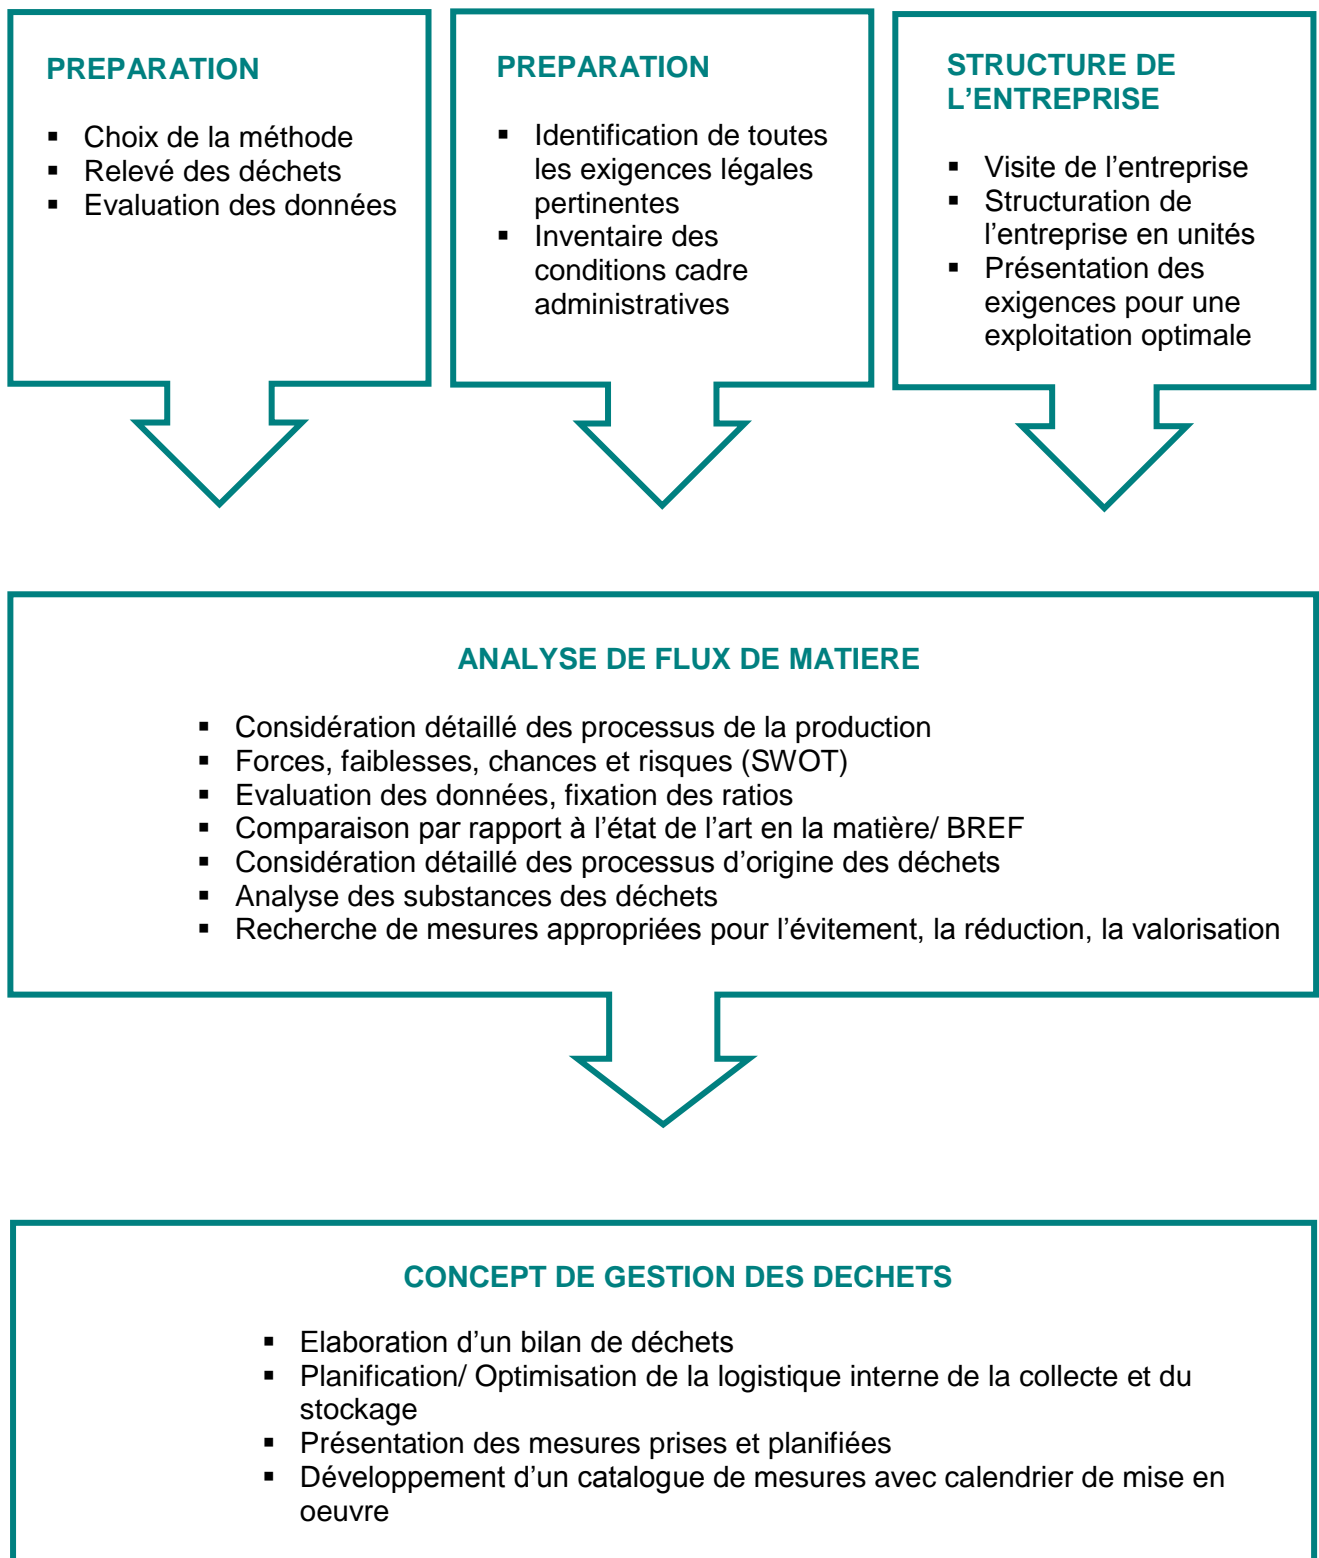 PREPARATION
▪ Choix de la méthode
▪ Relevé des déchets
▪ Evaluation des données
PREPARATION
▪ Identification de toutes
les exigences légales
pertinentes
▪ Inventaire des
conditions cadre
administratives
STRUCTURE DE
L’ENTREPRISE
▪ Visite de l’entreprise
▪ Structuration de
l’entreprise en unités
▪ Présentation des
exigences pour une
exploitation optimale
ANALYSE DE FLUX DE MATIERE
▪ Considération détaillé des processus de la production
▪ Forces, faiblesses, chances et risques (SWOT)
▪ Evaluation des données, fixation des ratios
▪ Comparaison par rapport à l’état de l’art en la matière/ BREF
▪ Considération détaillé des processus d’origine des déchets
▪ Analyse des substances des déchets
▪ Recherche de mesures appropriées pour l’évitement, la réduction, la valorisation
CONCEPT DE GESTION DES DECHETS
▪ Elaboration d’un bilan de déchets
▪ Planification/ Optimisation de la logistique interne de la collecte et du
stockage
▪ Présentation des mesures prises et planifiées
▪ Développement d’un catalogue de mesures avec calendrier de mise en
oeuvre